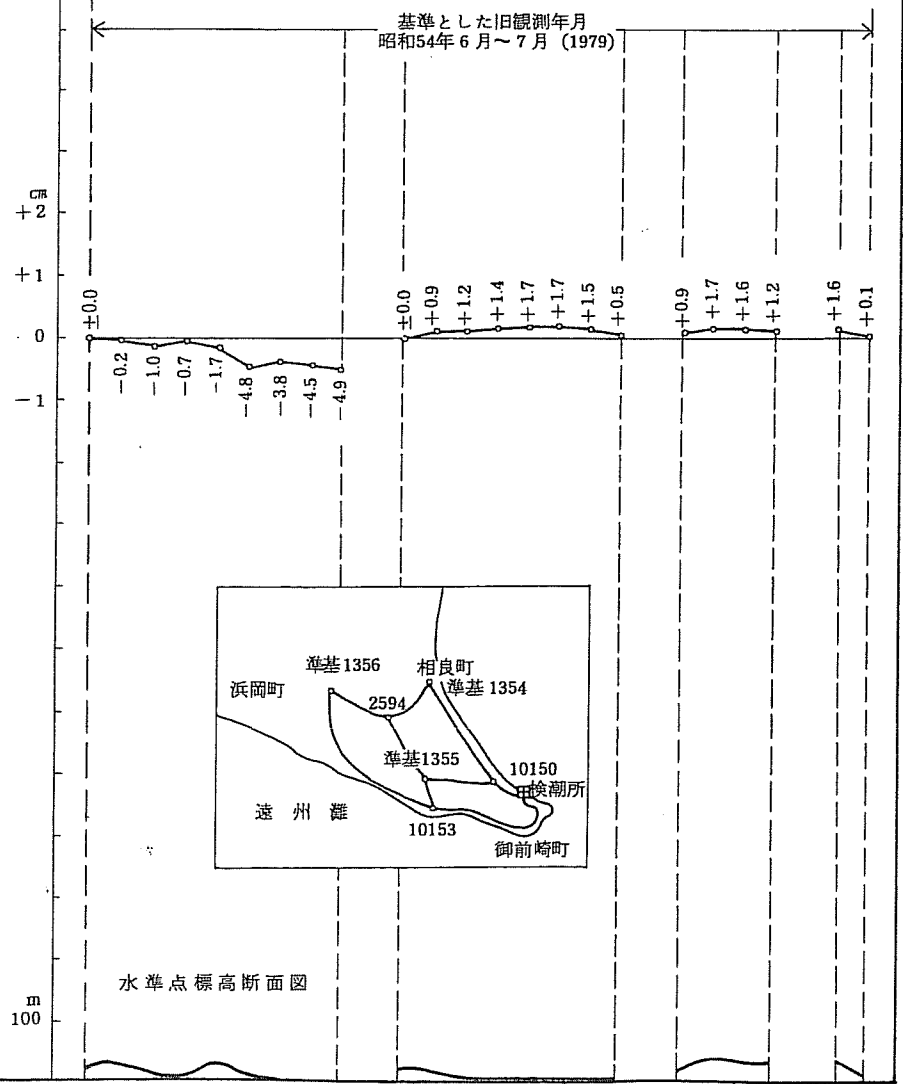 基準とした旧観測年月
昭和54年6月～7月 (1979)
cm
+2
+1
0
-1
±0.0
-0.2
-1.0
-0.7
-1.7
-4.8
-3.8
-4.5
-4.9
±0.0
+0.9
+1.2
+1.4
+1.7
+1.7
+1.5
+0.5
+0.9
+1.7
+1.6
+1.2
+1.6
+0.1
準基1356
相良町
浜岡町
準基1354
2594
準基1355
10150
検潮所
遠州灘
10153
御前崎町
水準点標高断面図
m
100